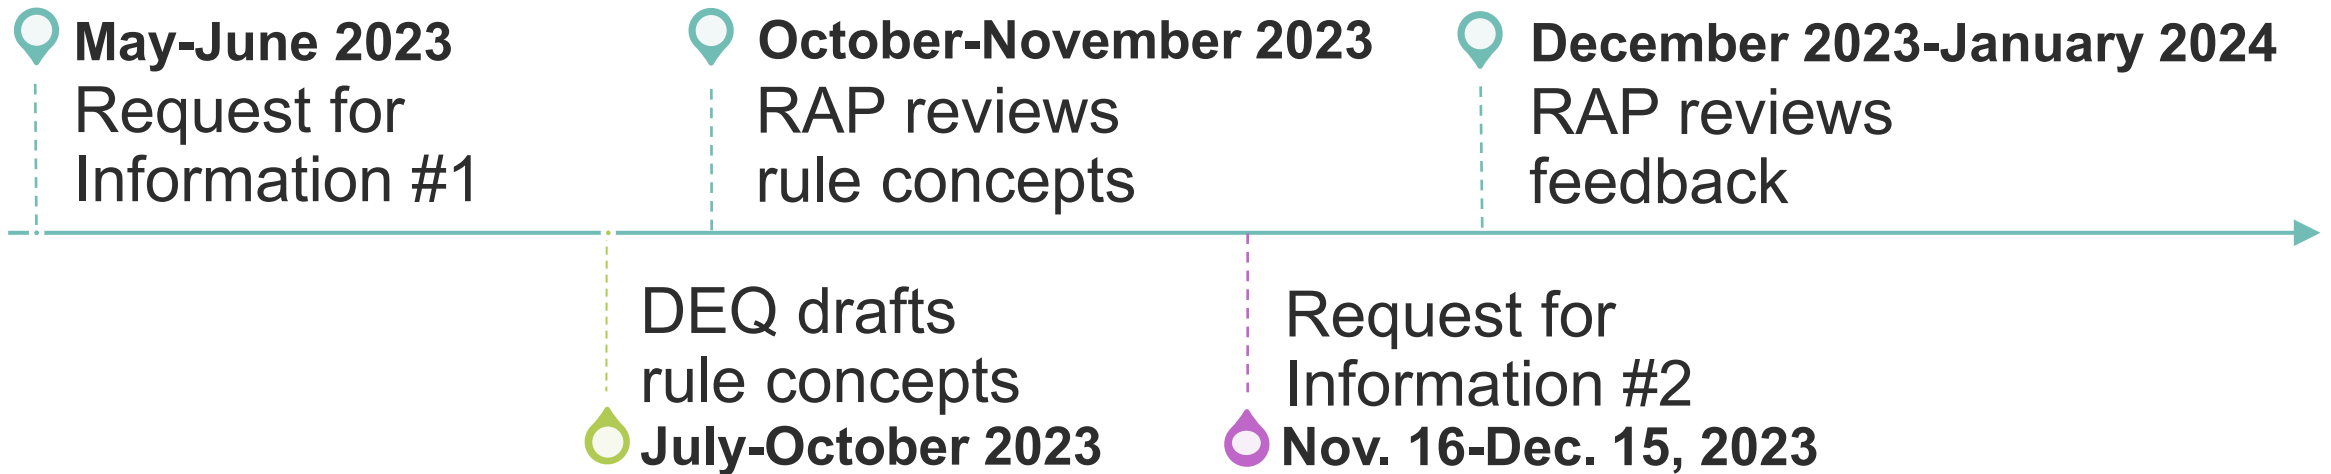 May-June 2023
Request for
Information #1
DEQ drafts
rule concepts
July-October 2023
October-November 2023
RAP reviews
rule concepts
Request for
Information #2
Nov. 16-Dec. 15, 2023
December 2023-January 2024
RAP reviews
feedback